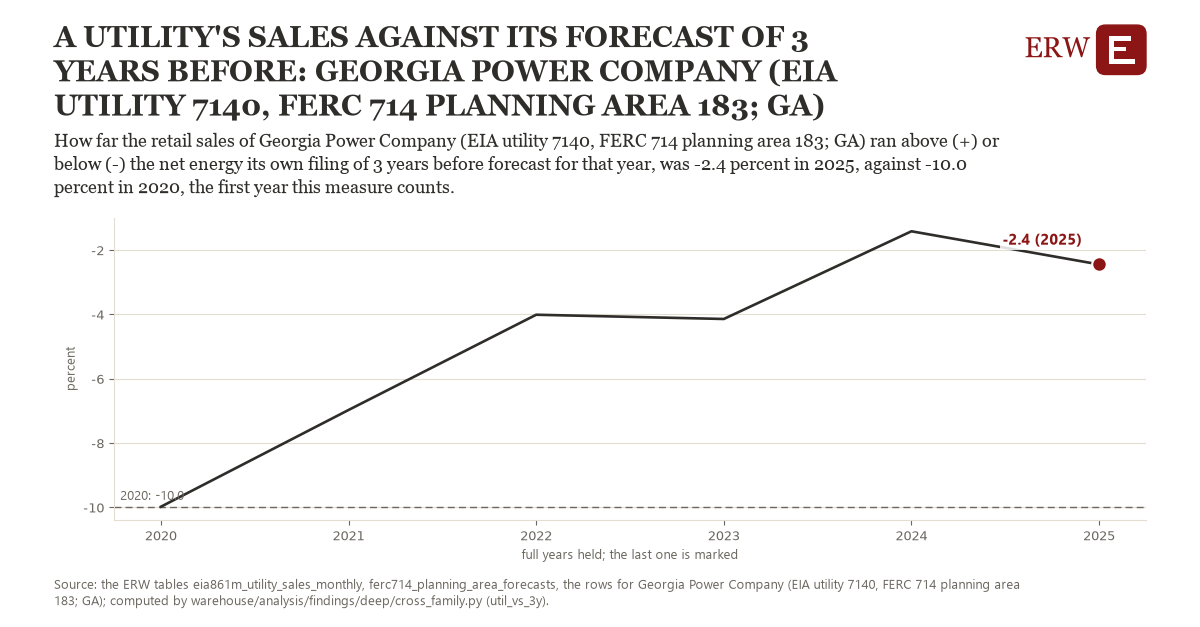 A UTILITY'S SALES AGAINST ITS FORECAST OF 3
YEARS BEFORE: GEORGIA POWER COMPANY (EIA
UTILITY 7140, FERC 714 PLANNING AREA 183; GA)
ERW E
How far the retail sales of Georgia Power Company (EIA utility 7140, FERC 714 planning area 183; GA) ran above (+) or
below (-) the net energy its own filing of 3 years before forecast for that year, was -2.4 percent in 2025, against -10.0
percent in 2020, the first year this measure counts.
-2.4 (2025)
-2
-4
-6
-8
-10
percent
2020: -10.0
2020 2021 2022 2023 2024 2025
full years held; the last one is marked
Source: the ERW tables eia861m_utility_sales_monthly, ferc714_planning_area_forecasts, the rows for Georgia Power Company (EIA utility 7140, FERC 714 planning area
183; GA); computed by warehouse/analysis/findings/deep/cross_family.py (util_vs_3y).